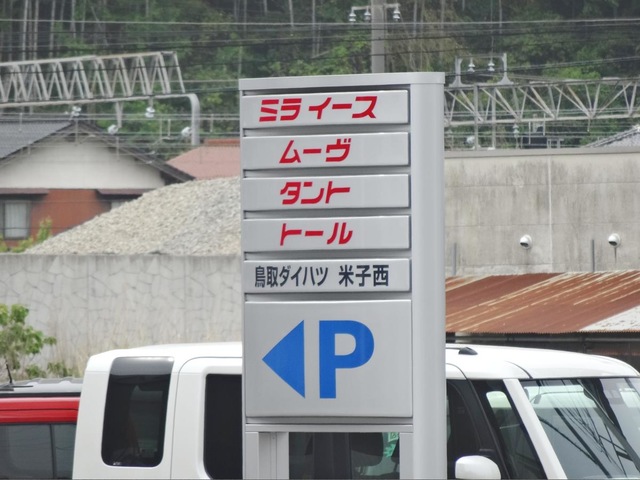 ミライース
ムーヴ
タント
トール
鳥取ダイハツ 米子西
P